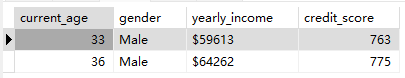 current_age gender yearly_income credit_score
33 Male $59613 763
36 Male $64262 775